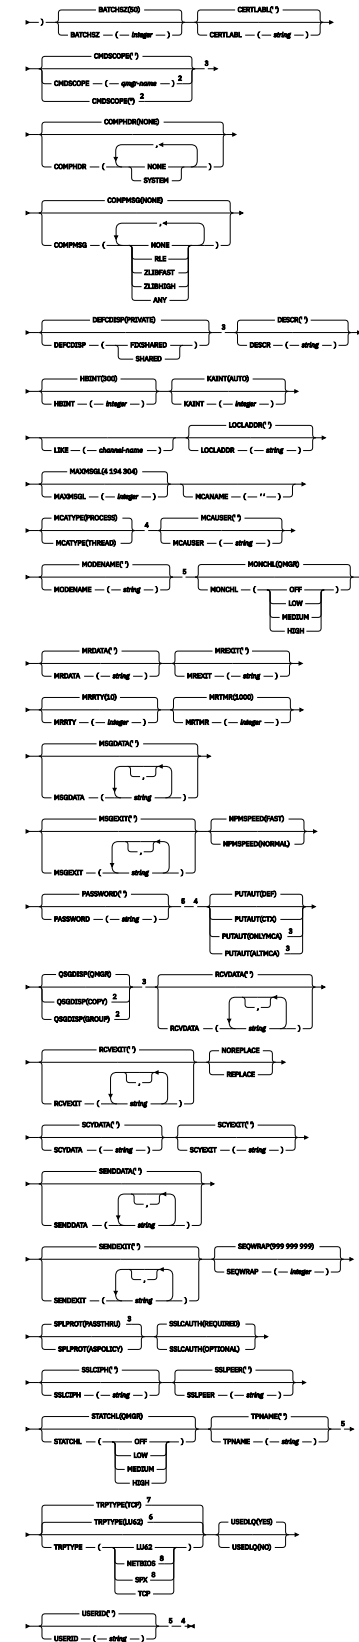 BATCHSZ(50) CERTLABL(' ')
) BATCHSZ ( integer ) CERTLABL ( string )
CMDSCOPE(' ') 3
CMDSCOPE ( qmgr-name ) 2
CMDSCOPE(*) 2
COMPHDR(NONE)
,
COMPHDR ( NONE )
SYSTEM
COMPMSG(NONE)
,
COMPMSG ( NONE )
RLE
ZLIBFAST
ZLIBHIGH
ANY
DEFCDISP(PRIVATE) 3 DESCR(' ')
DEFCDISP ( FIXSHARED ) DESCR ( string )
SHARED
HBINT(300) KAINT(AUTO)
HBINT ( integer ) KAINT ( integer )
LOCLADDR(' ')
LIKE ( channel-name ) LOCLADDR ( string )
MAXMSGL(4 194 304)
MAXMSGL ( integer ) MCANAME ( ' ' )
MCATYPE(PROCESS) 4 MCAUSER(' ')
MCATYPE(THREAD) MCAUSER ( string )
MODENAME(' ') 5 MONCHL(QMGR)
MODENAME ( string ) MONCHL ( OFF )
LOW
MEDIUM
HIGH
MRDATA(' ') MREXIT(' ')
MRDATA ( string ) MREXIT ( string )
MRRTY(10) MRTMR(1000)
MRRTY ( integer ) MRTMR ( integer )
MSGDATA(' ')
,
MSGDATA ( string )
MSGEXIT(' ') NPMSPEED(FAST)
, NPMSPEED(NORMAL)
MSGEXIT ( string )
PASSWORD(' ') 5 4 PUTAUT(DEF)
PASSWORD ( string ) PUTAUT(CTX)
PUTAUT(ONLYMCA) 3
PUTAUT(ALTMCA) 3
QSGDISP(QMGR) 3 RCVDATA(' ')
QSGDISP(COPY) 2 ,
QSGDISP(GROUP) 2 RCVDATA ( string )
RCVEXIT(' ') NOREPLACE
, REPLACE
RCVEXIT ( string )
SCYDATA(' ') SCYEXIT(' ')
SCYDATA ( string ) SCYEXIT ( string )
SENDDATA(' ')
,
SENDDATA ( string )
SENDEXIT(' ') SEQWRAP(999 999 999)
, SEQWRAP ( integer )
SENDEXIT ( string )
SPLPROT(PASSTHRU) 3 SSLCAUTH(REQUIRED)
SPLPROT(ASPOLICY) SSLCAUTH(OPTIONAL)
SSLCIPH(' ') SSLPEER(' ')
SSLCIPH ( string ) SSLPEER ( string )
STATCHL(QMGR) TPNAME(' ') 5
STATCHL ( OFF ) TPNAME ( string )
LOW
MEDIUM
HIGH
TRPTYPE(TCP) 7
TRPTYPE(LU62) 6 USEDLQ(YES)
TRPTYPE ( LU62 ) USEDLQ(NO)
NETBIOS 8
SPX 8
TCP
USERID(' ') 5 4
USERID ( string )